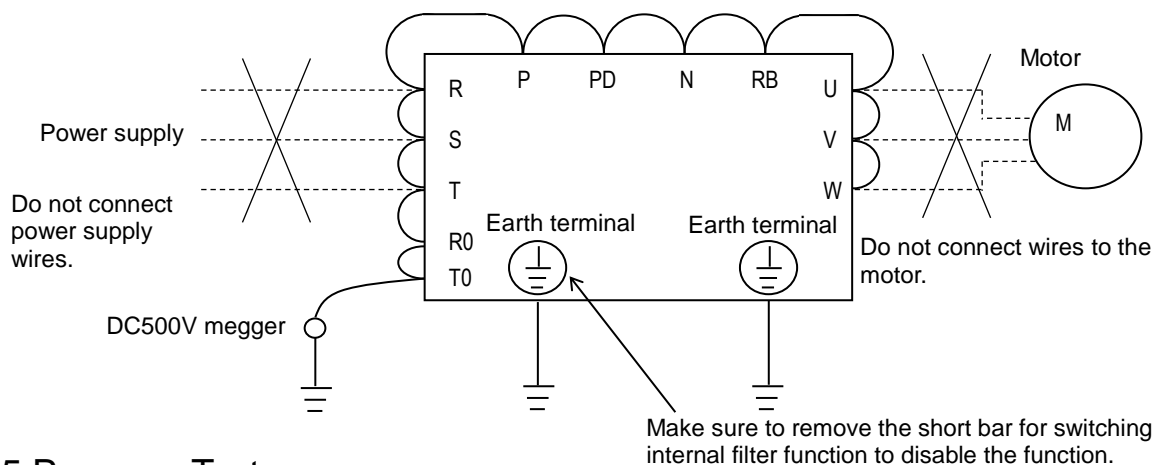 Motor
R P PD N RB U
M
Power supply
S V
T W
Do not connect
power supply
wires.
Earth terminal Earth terminal
R0
Do not connect wires to the
motor.
T0
DC500V megger
Make sure to remove the short bar for switching
internal filter function to disable the function.